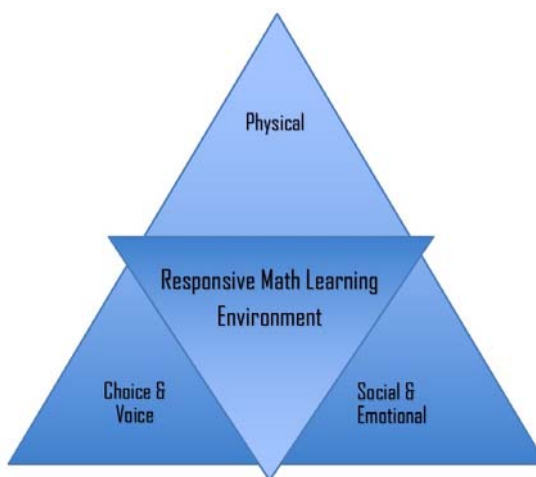 Physical
Responsive Math Learning
Environment
Choice &
Voice
Social &
Emotional